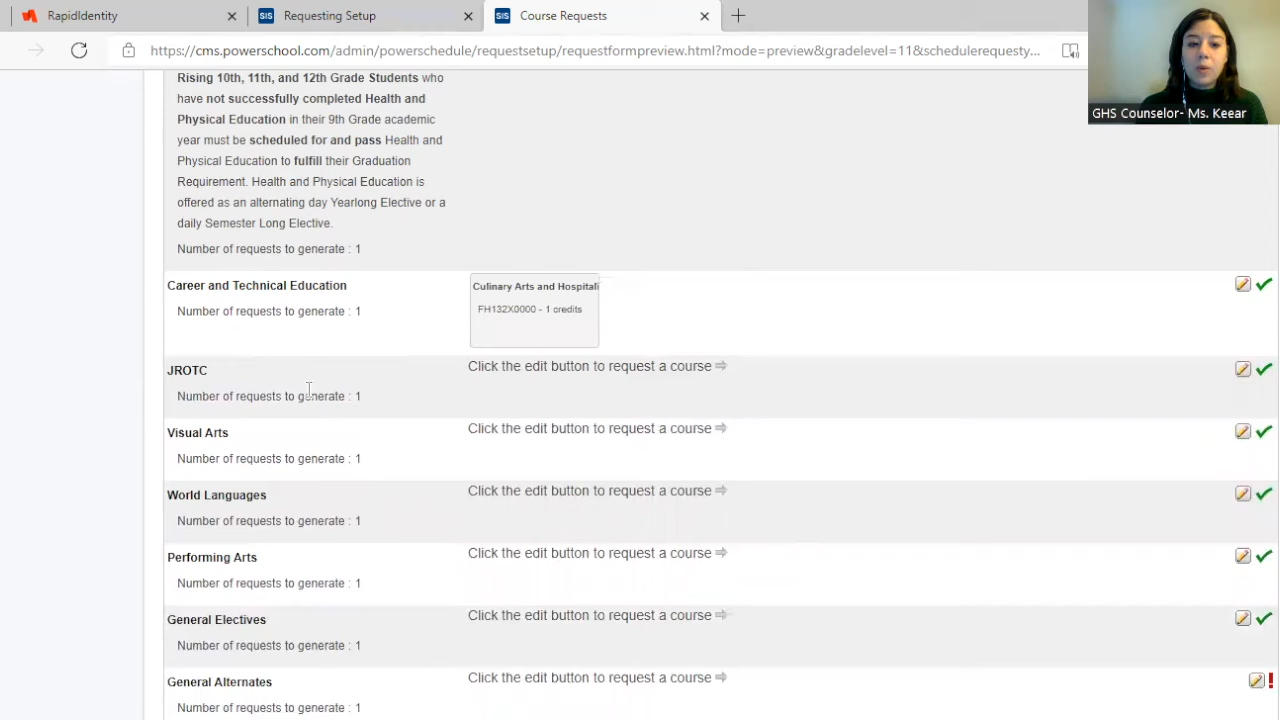 RapidIdentity
SIS Requesting Setup
SIS Course Requests
https://cms.powerschool.com/admin/powerschedule/requestsetup/requestformpreview.html?mode=preview&gradelevel=11&schedulerequesty...
GHS Counselor- Ms. Keear
Rising 10th, 11th, and 12th Grade Students who
have not successfully completed Health and
Physical Education in their 9th Grade academic
year must be scheduled for and pass Health and
Physical Education to fulfill their Graduation
Requirement. Health and Physical Education is
offered as an alternating day Yearlong Elective or a
daily Semester Long Elective.
Number of requests to generate : 1
Career and Technical Education
Number of requests to generate : 1
Culinary Arts and Hospitali
FH132X0000 - 1 credits
JROTC
Click the edit button to request a course
Number of requests to generate : 1
Visual Arts
Click the edit button to request a course
Number of requests to generate : 1
World Languages
Click the edit button to request a course
Number of requests to generate : 1
Performing Arts
Click the edit button to request a course
Number of requests to generate : 1
General Electives
Click the edit button to request a course
Number of requests to generate : 1
General Alternates
Click the edit button to request a course
Number of requests to generate : 1